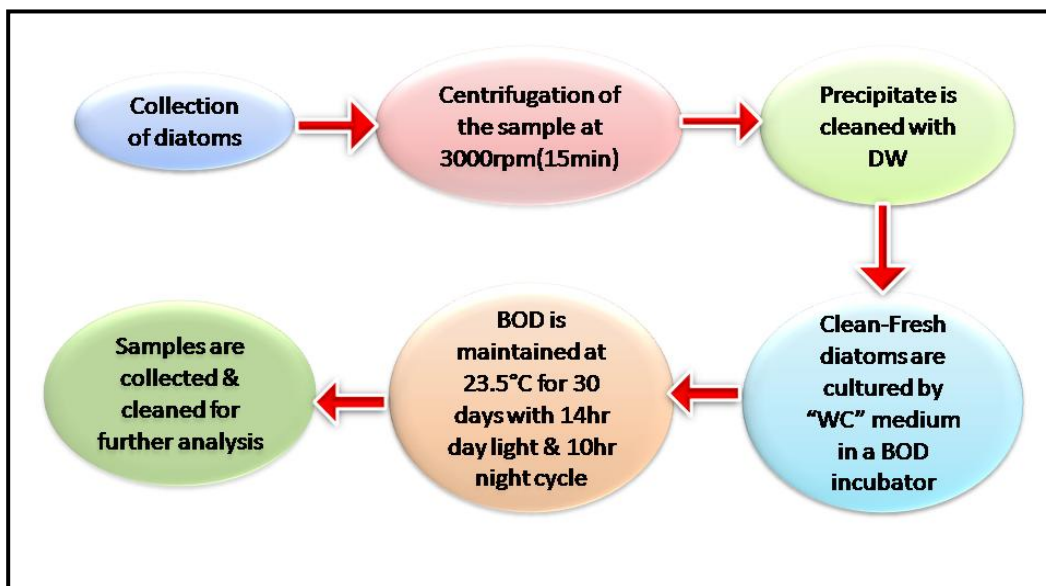 Collection
of diatoms
Centrifugation of
the sample at
3000rpm(15min)
Precipitate is
cleaned with
DW
Clean-Fresh
diatoms are
cultured by
“WC” medium
in a BOD
incubator
BOD is
maintained at
23.5°C for 30
days with 14hr
day light & 10hr
night cycle
Samples are
collected &
cleaned for
further analysis